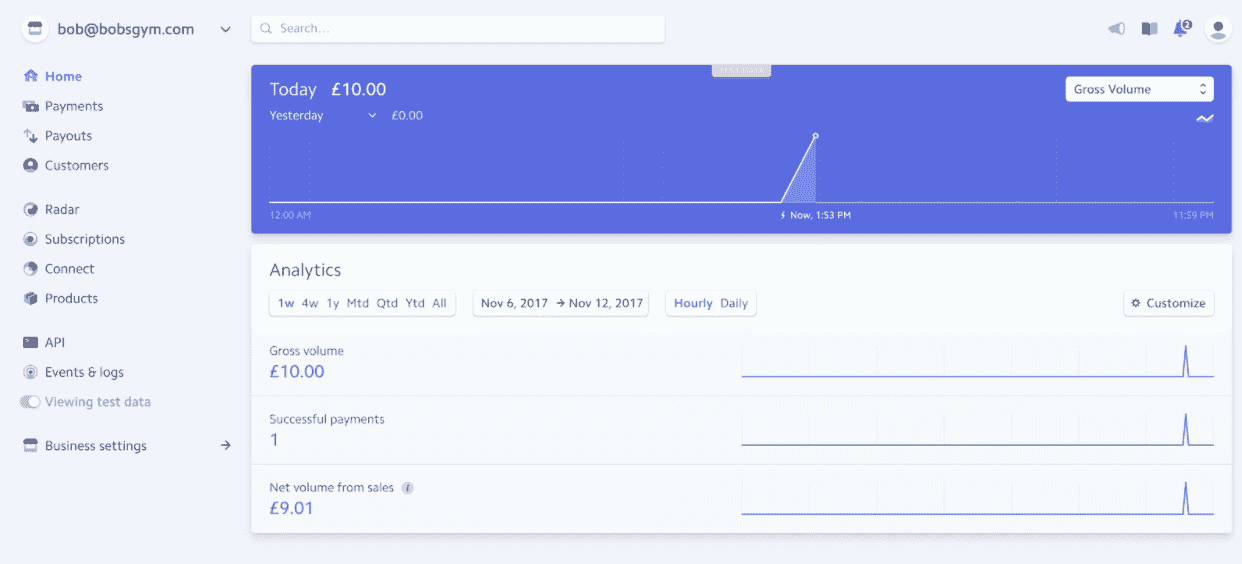 bob@bobsgym.com
Search...
2
Home
Payments
Payouts
Customers
Radar
Subscriptions
Connect
Products
API
Events & logs
Viewing test data
Business settings
TEST DATA
Today £10.00
Gross Volume
Yesterday £0.00
12:00 AM Now, 1:53 PM 11:59 PM
Analytics
1w 4w 1y Mtd Qtd Ytd All Nov 6, 2017 → Nov 12, 2017 Hourly Daily Customize
Gross volume
£10.00
Successful payments
1
Net volume from sales i
£9.01